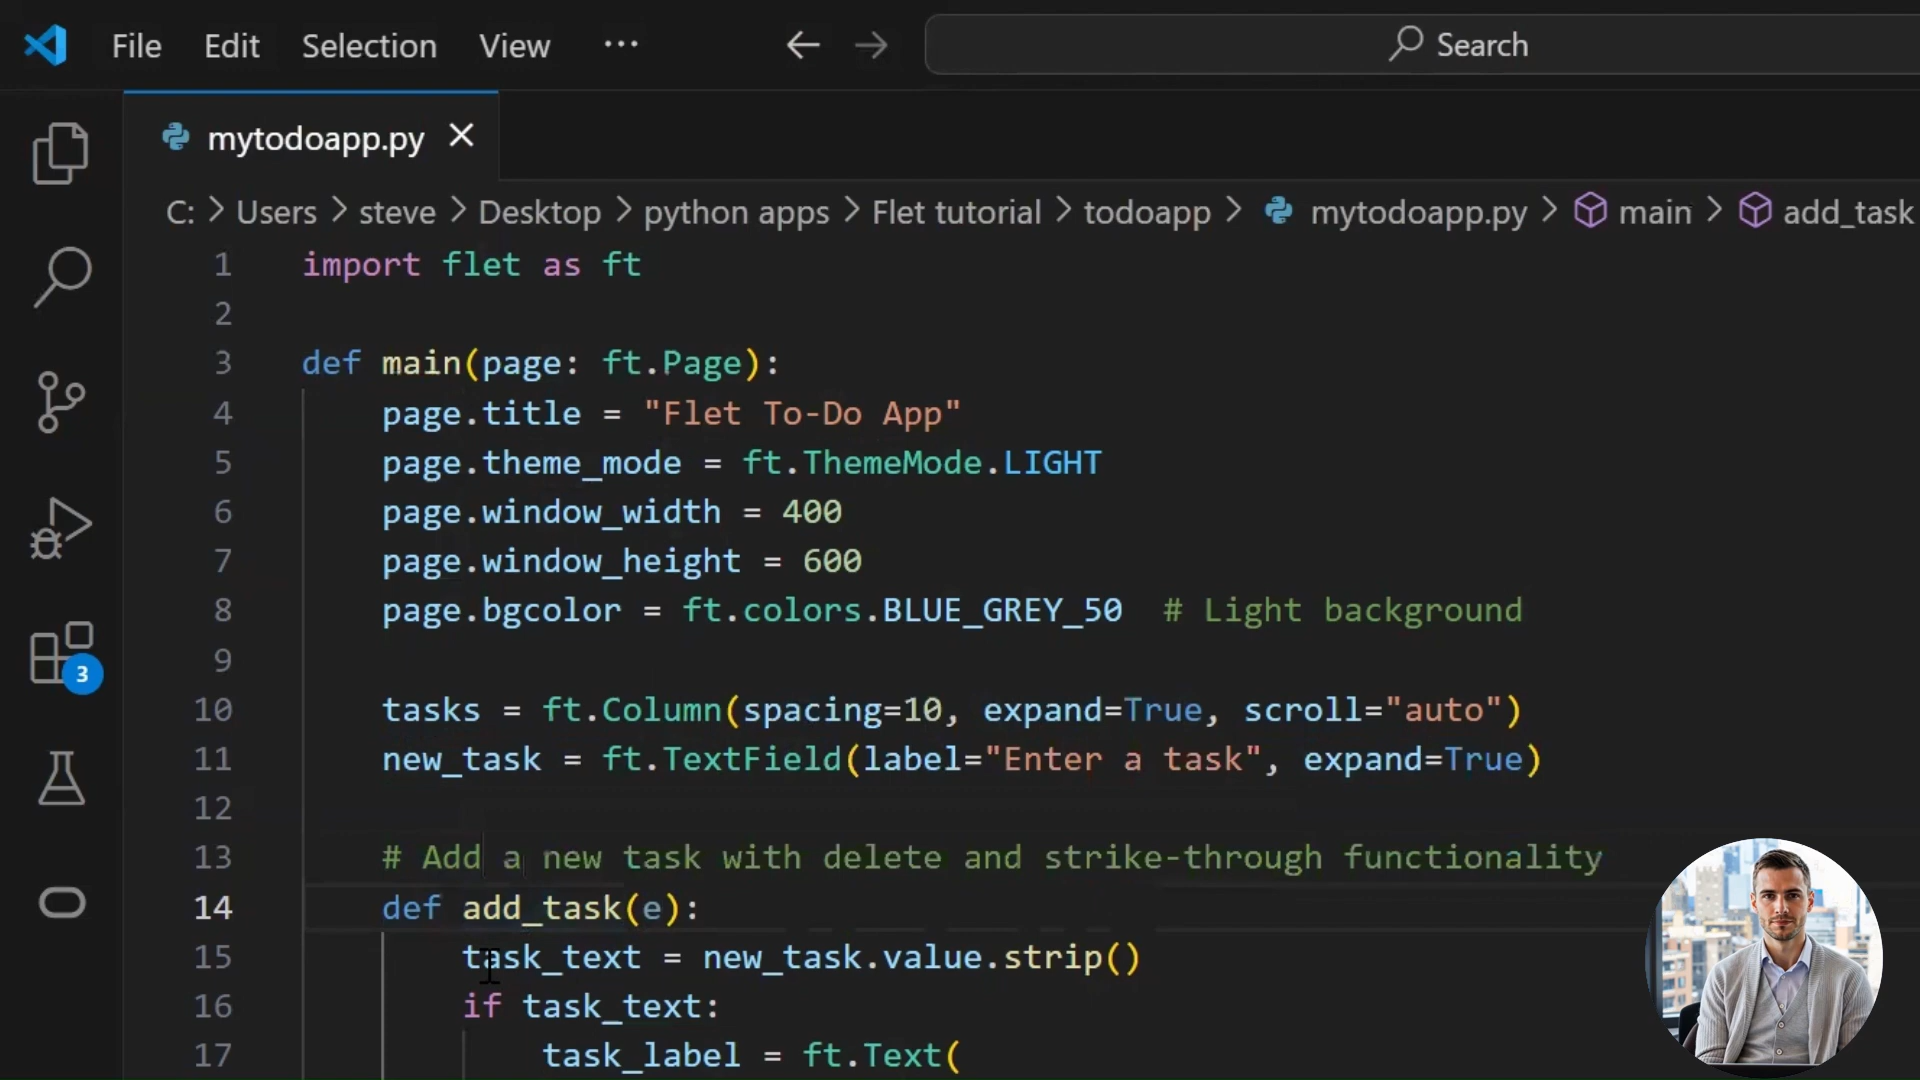 File Edit Selection View ··· Search
mytodoapp.py
C: > Users > steve > Desktop > python apps > Flet tutorial > todoapp > mytodoapp.py > main > add_task
1 import flet as ft
2
3 def main(page: ft.Page):
4 page.title = "Flet To-Do App"
5 page.theme_mode = ft.ThemeMode.LIGHT
6 page.window_width = 400
7 page.window_height = 600
8 page.bgcolor = ft.colors.BLUE_GREY_50 # Light background
9
10 tasks = ft.Column(spacing=10, expand=True, scroll="auto")
11 new_task = ft.TextField(label="Enter a task", expand=True)
12
13 # Add a new task with delete and strike-through functionality
14 def add_task(e):
15 task_text = new_task.value.strip()
16 if task_text:
17 task_label = ft.Text(
3